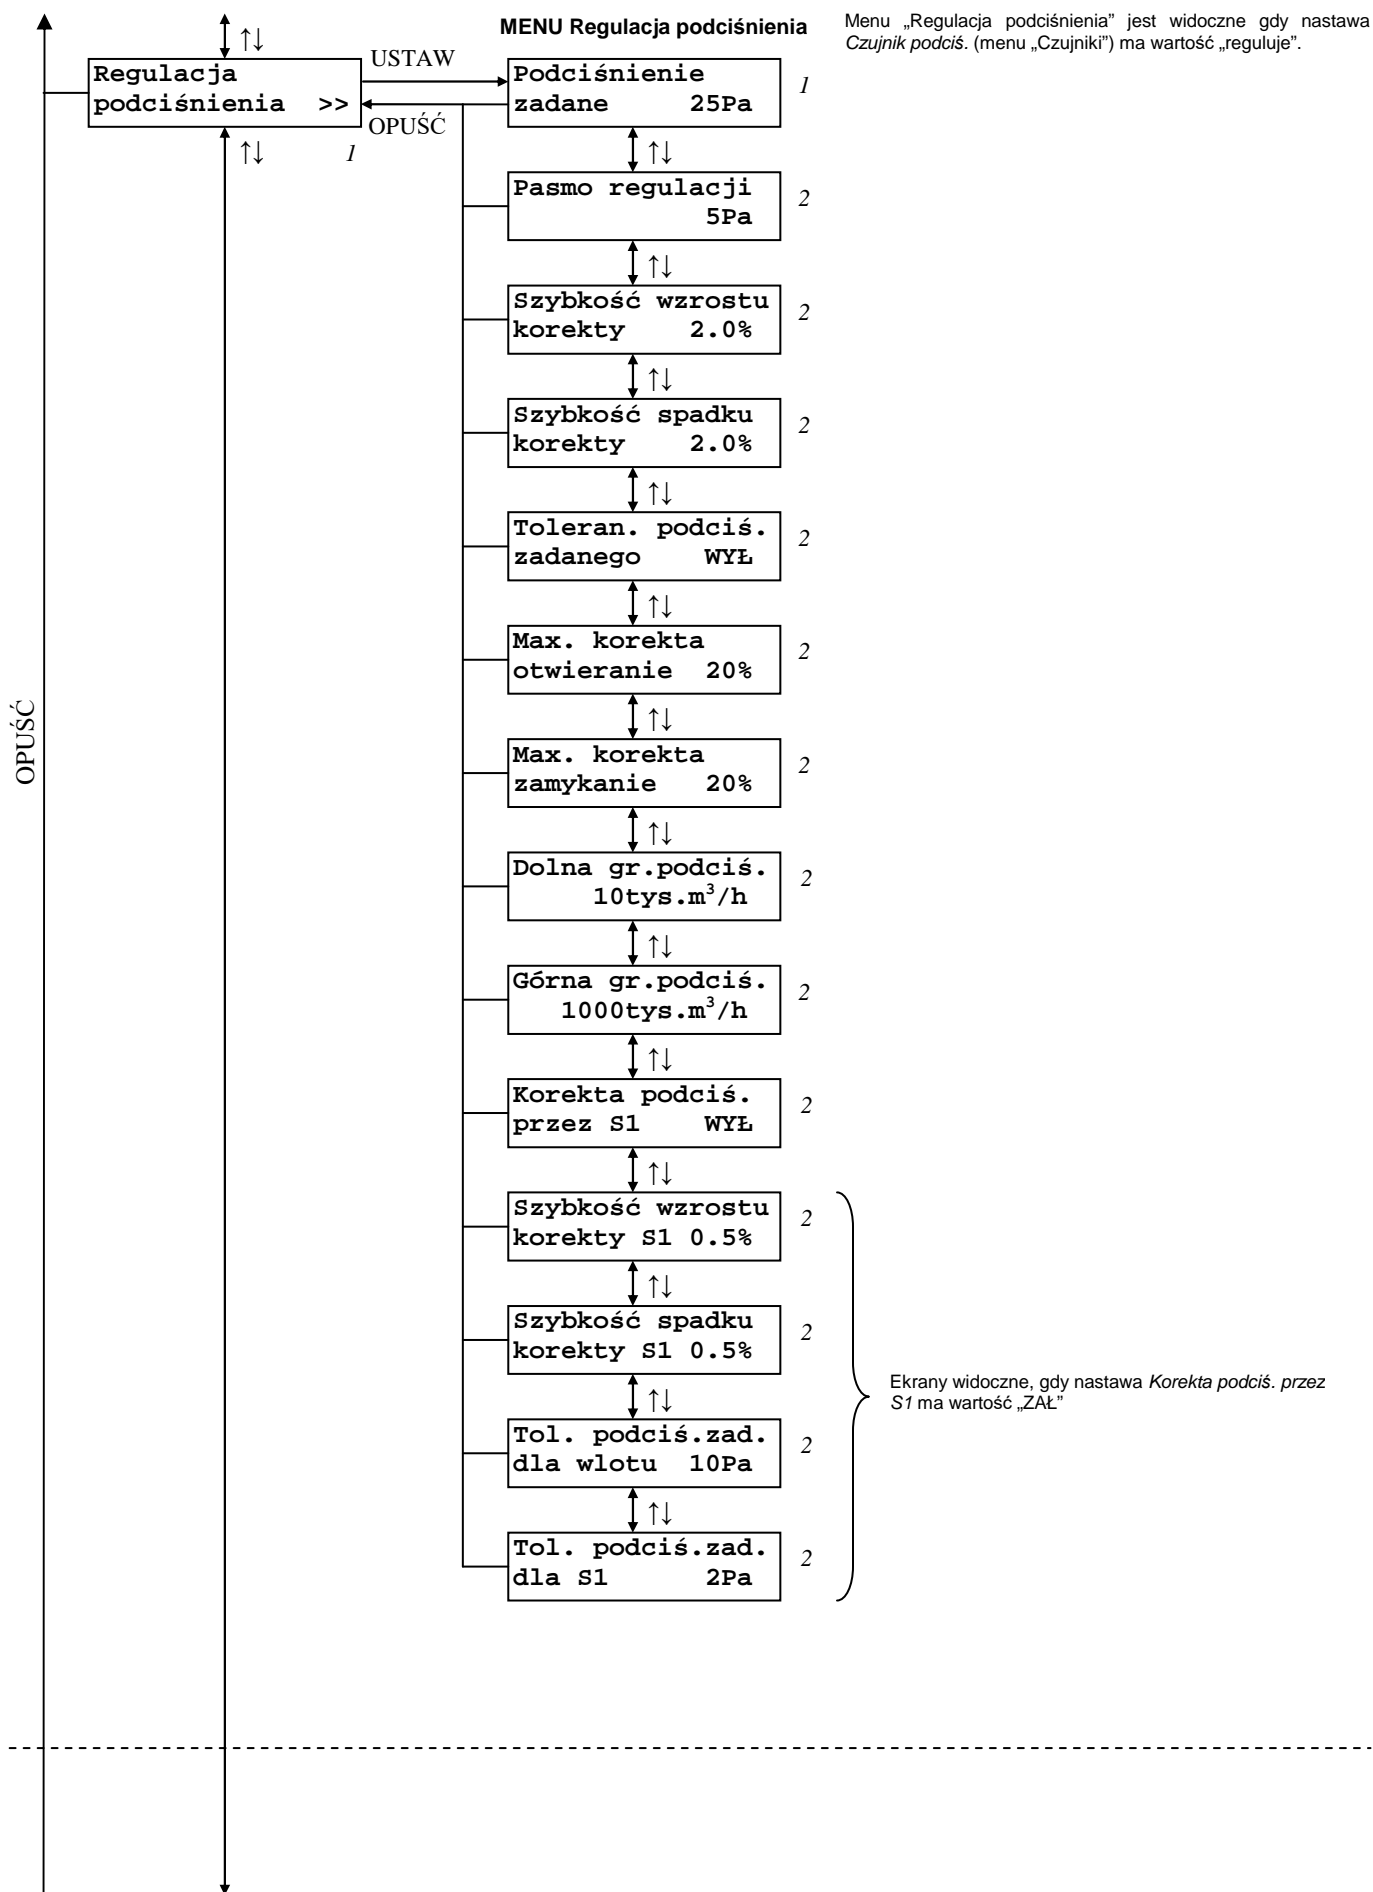 MENU Regulacja podciśnienia
Menu „Regulacja podciśnienia” jest widoczne gdy nastawa
Czujnik podciś. (menu „Czujniki”) ma wartość „reguluje”.
↑↓
USTAW
Regulacja
podciśnienia >>
OPUŚĆ
↑↓
1
Podciśnienie
zadane 25Pa
1
↑↓
Pasmo regulacji
5Pa
2
↑↓
Szybkość wzrostu
korekty 2.0%
2
↑↓
Szybkość spadku
korekty 2.0%
2
↑↓
Toleran. podciś.
zadanego WYŁ
2
↑↓
Max. korekta
otwieranie 20%
2
↑↓
OPUŚĆ
Max. korekta
zamykanie 20%
2
↑↓
Dolna gr.podciś.
10tys.m³/h
2
↑↓
Górna gr.podciś.
1000tys.m³/h
2
↑↓
Korekta podciś.
przez S1 WYŁ
2
↑↓
Szybkość wzrostu
korekty S1 0.5%
2
↑↓
Szybkość spadku
korekty S1 0.5%
2
↑↓
Ekrany widoczne, gdy nastawa Korekta podciś. przez
S1 ma wartość „ZAŁ”
Tol. podciś.zad.
dla wlotu 10Pa
2
↑↓
Tol. podciś.zad.
dla S1 2Pa
2